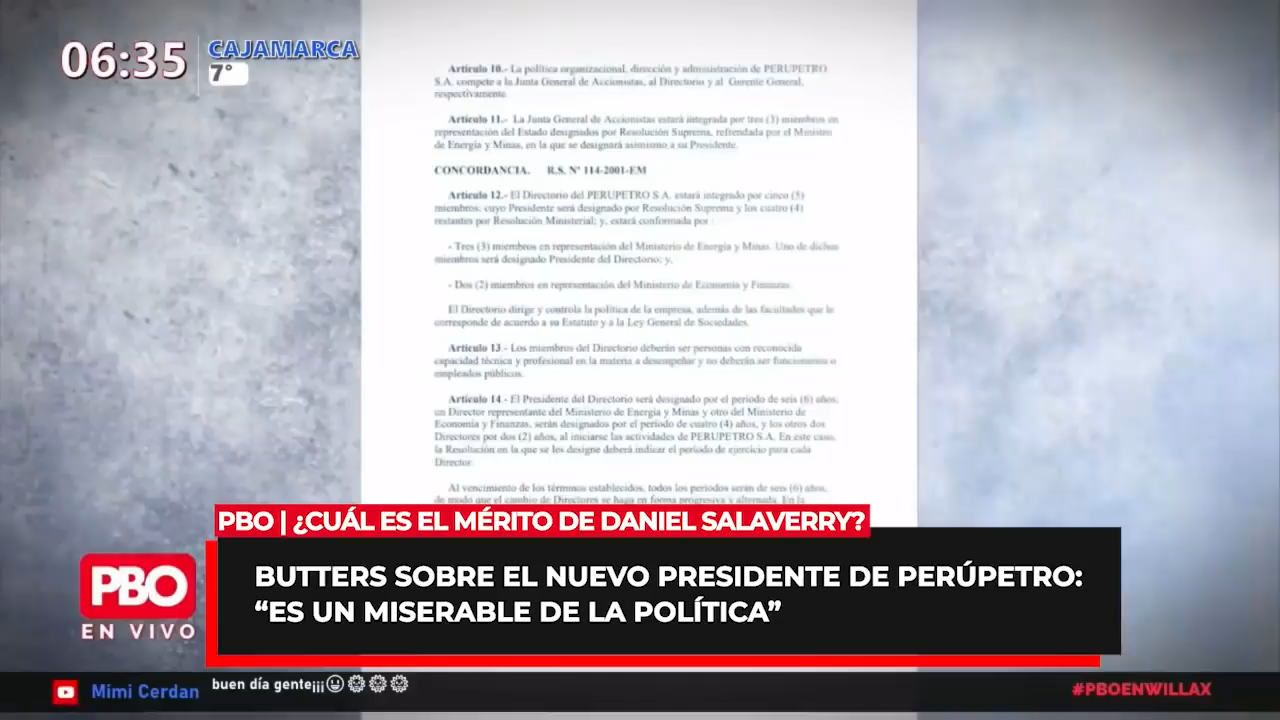 06:35
CAJAMARCA
7°
Artículo 10.- La política organizacional, dirección y administración de PERUPETRO
S.A. compete a la Junta General de Accionistas, al Directorio y al Gerente General,
respectivamente.
Artículo 11.- La Junta General de Accionistas estará integrada por tres (3) miembros en
representación del Estado designados por Resolución Suprema, refrendada por el Ministro
de Energía y Minas, en la que se designará asimismo a su Presidente.
CONCORDANCIA. R.S. Nº 114-2001-EM
Artículo 12.- El Directorio del PERUPETRO S.A. estará integrado por cinco (5)
miembros; cuyo Presidente será designado por Resolución Suprema y los cuatro (4)
restantes por Resolución Ministerial; y, estará conformada por :
- Tres (3) miembros en representación del Ministerio de Energía y Minas. Uno de dichos
miembros será designado Presidente del Directorio; y,
- Dos (2) miembros en representación del Ministerio de Economía y Finanzas.
El Directorio dirige y controla la política de la empresa, además de las facultades que le
corresponde de acuerdo a su Estatuto y a la Ley General de Sociedades.
Artículo 13.- Los miembros del Directorio deberán ser personas con reconocida
capacidad técnica y profesional en la materia a desempeñar y no deberán ser funcionarios o
empleados públicos.
Artículo 14.- El Presidente del Directorio será designado por el periodo de seis (6) años,
un Director representante del Ministerio de Energía y Minas y otro del Ministerio de
Economía y Finanzas, serán designados por el periodo de cuatro (4) años, y los otros dos
Directores por dos (2) años, al iniciarse las actividades de PERUPETRO S.A. En este caso,
la Resolución en la que se les designe deberá indicar el periodo de ejercicio para cada
Director.
Al vencimiento de los términos establecidos, todos los periodos serán de seis (6) años,
de modo que el cambio de Directores se haga en forma progresiva y alternada. En la
PBO | ¿CUÁL ES EL MÉRITO DE DANIEL SALAVERRY?
BUTTERS SOBRE EL NUEVO PRESIDENTE DE PERÚPETRO:
“ES UN MISERABLE DE LA POLÍTICA”
PBO
EN VIVO
Mimi Cerdan buen día gente¡¡¡
#PBOENWILLAX